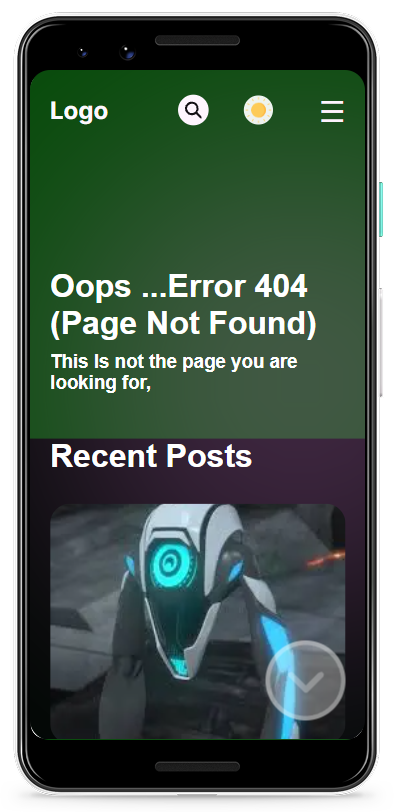 Logo
Oops ...Error 404
(Page Not Found)
This Is not the page you are
looking for,
Recent Posts